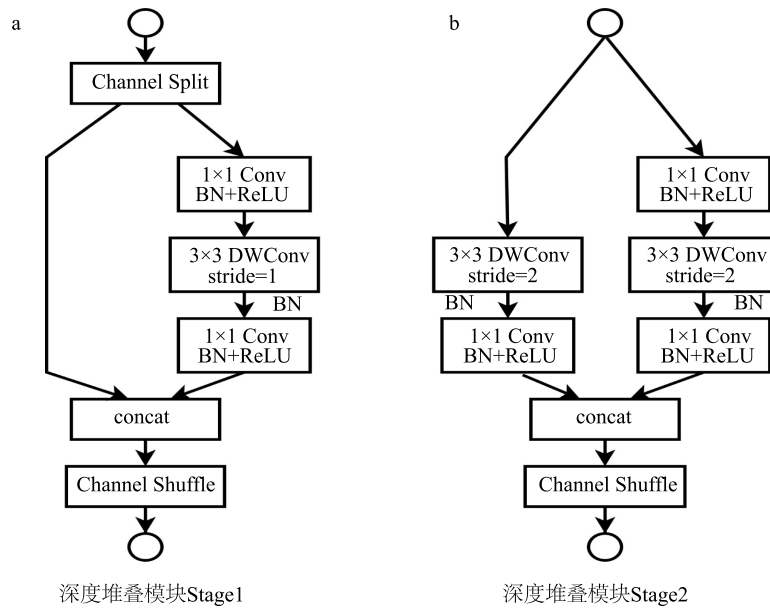 a
Channel Split
1×1 Conv
BN+ReLU
3×3 DWConv
stride=1
BN
1×1 Conv
BN+ReLU
concat
Channel Shuffle
深度堆叠模块Stage1
b
3×3 DWConv
stride=2
BN
1×1 Conv
BN+ReLU
1×1 Conv
BN+ReLU
3×3 DWConv
stride=2
BN
1×1 Conv
BN+ReLU
concat
Channel Shuffle
深度堆叠模块Stage2